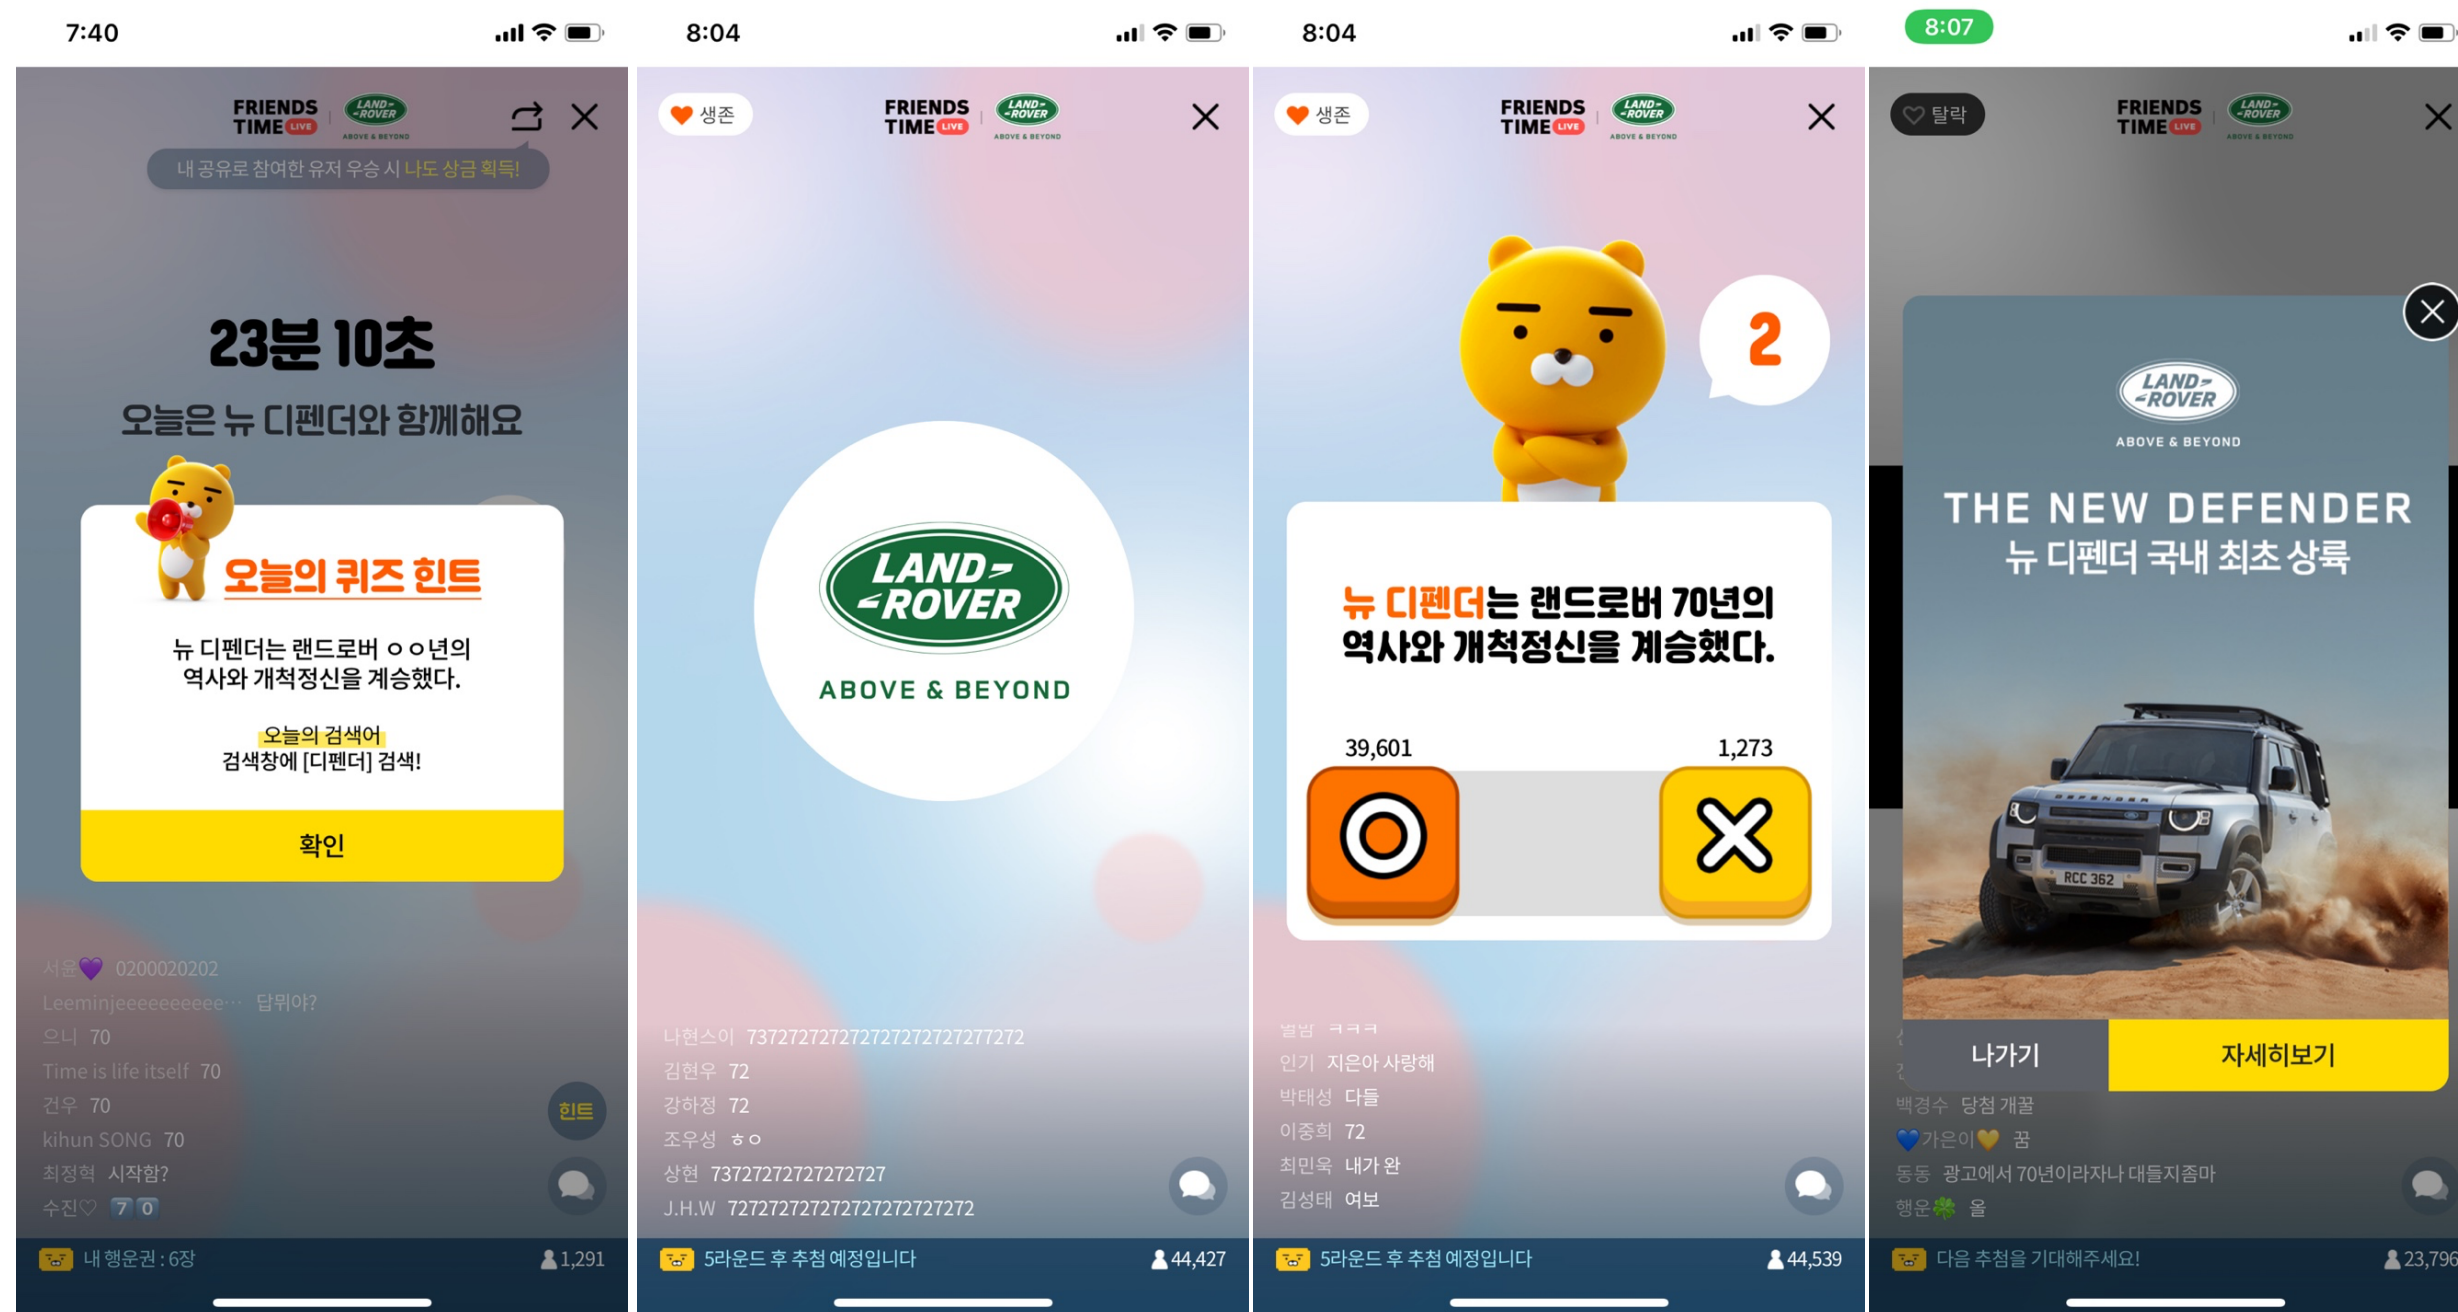 7:40
FRIENDS
TIME LIVE
LAND-
-ROVER
ABOVE & BEYOND
내 공유로 참여한 유저 우승 시 나도 상금 획득!
23분 10초
오늘은 뉴 디펜더와 함께해요
오늘의 퀴즈 힌트
뉴 디펜더는 랜드로버 ㅇㅇ년의
역사와 개척정신을 계승했다.
오늘의 검색어
검색창에 [디펜더] 검색!
확인
서윤💜 0200020202
Leeminjeeeeeeeeeee… 답뭐야?
으니 70
Time is life itself 70
건우 70
kihun SONG 70
최정혁 시작함?
수진♡ 7️⃣0️⃣
힌트
내 행운권 : 6장
1,291
8:04
생존
FRIENDS
TIME LIVE
LAND-
-ROVER
ABOVE & BEYOND
LAND-
-ROVER
ABOVE & BEYOND
나현스이 7372727272727272727272277272
김현우 72
강하정 72
조우성 ㅎㅇ
상현 73727272727272727
J.H.W 727272727272727272727272
5라운드 후 추첨 예정입니다
44,427
8:04
생존
FRIENDS
TIME LIVE
LAND-
-ROVER
ABOVE & BEYOND
2
뉴 디펜더는 랜드로버 70년의
역사와 개척정신을 계승했다.
39,601
1,273
ㅋㅋㅋ
인기 지은아 사랑해
박태성 다들
이중희 72
최민욱 내가 완
김성태 여보
5라운드 후 추첨 예정입니다
44,539
8:07
탈락
FRIENDS
TIME LIVE
LAND-
-ROVER
ABOVE & BEYOND
LAND-
-ROVER
ABOVE & BEYOND
THE NEW DEFENDER
뉴 디펜더 국내 최초 상륙
DEFENDER
RCC 362
나가기
자세히보기
백경수 당첨 개꿀
💙가은이💛 꿈
동동 광고에서 70년이라자나 대들지좀마
행운🍀 올
다음 추첨을 기대해주세요!
23,796